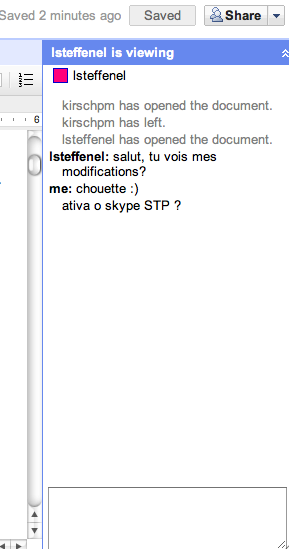 Saved 2 minutes ago Saved Share
lsteffenel is viewing
lsteffenel
6
kirschpm has opened the document.
kirschpm has left.
lsteffenel has opened the document.
lsteffenel: salut, tu vois mes
modifications?
me: chouette :)
ativa o skype STP ?